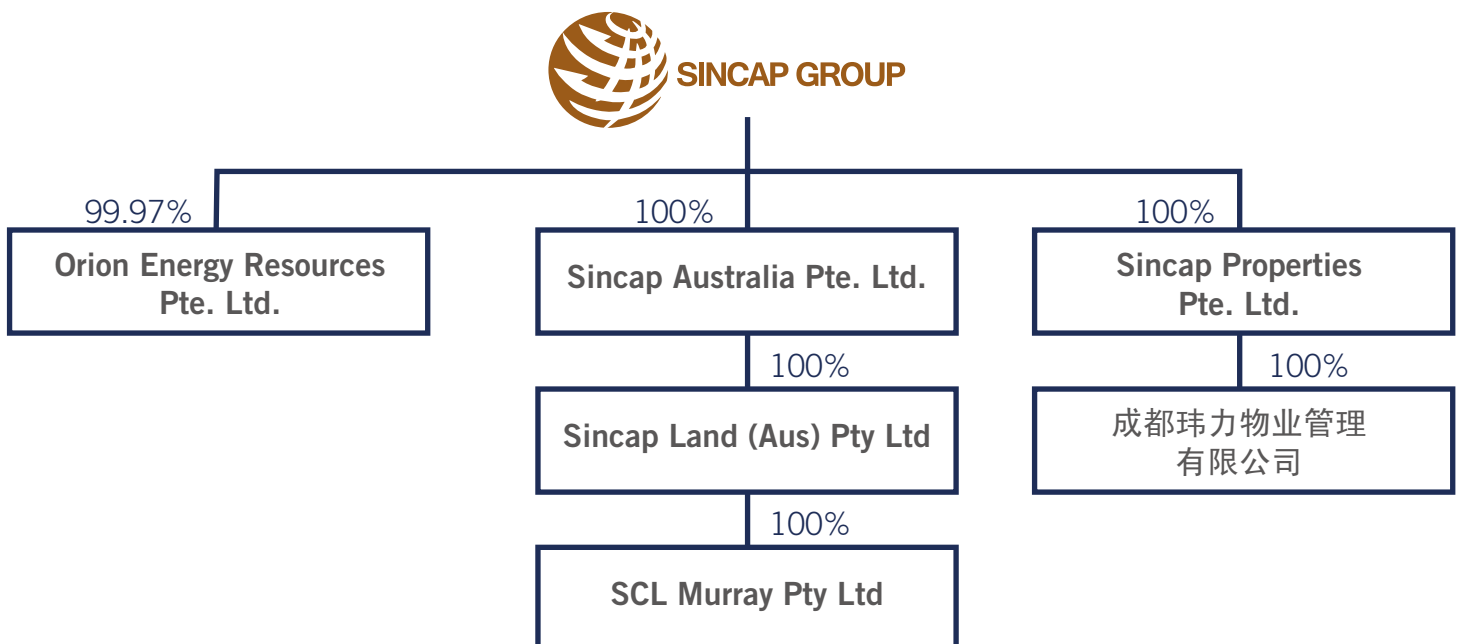 SINCAP GROUP
99.97%
100%
100%
Orion Energy Resources
Pte. Ltd.
Sincap Australia Pte. Ltd.
Sincap Properties
Pte. Ltd.
100%
100%
Sincap Land (Aus) Pty Ltd
成都玮力物业管理
有限公司
100%
SCL Murray Pty Ltd